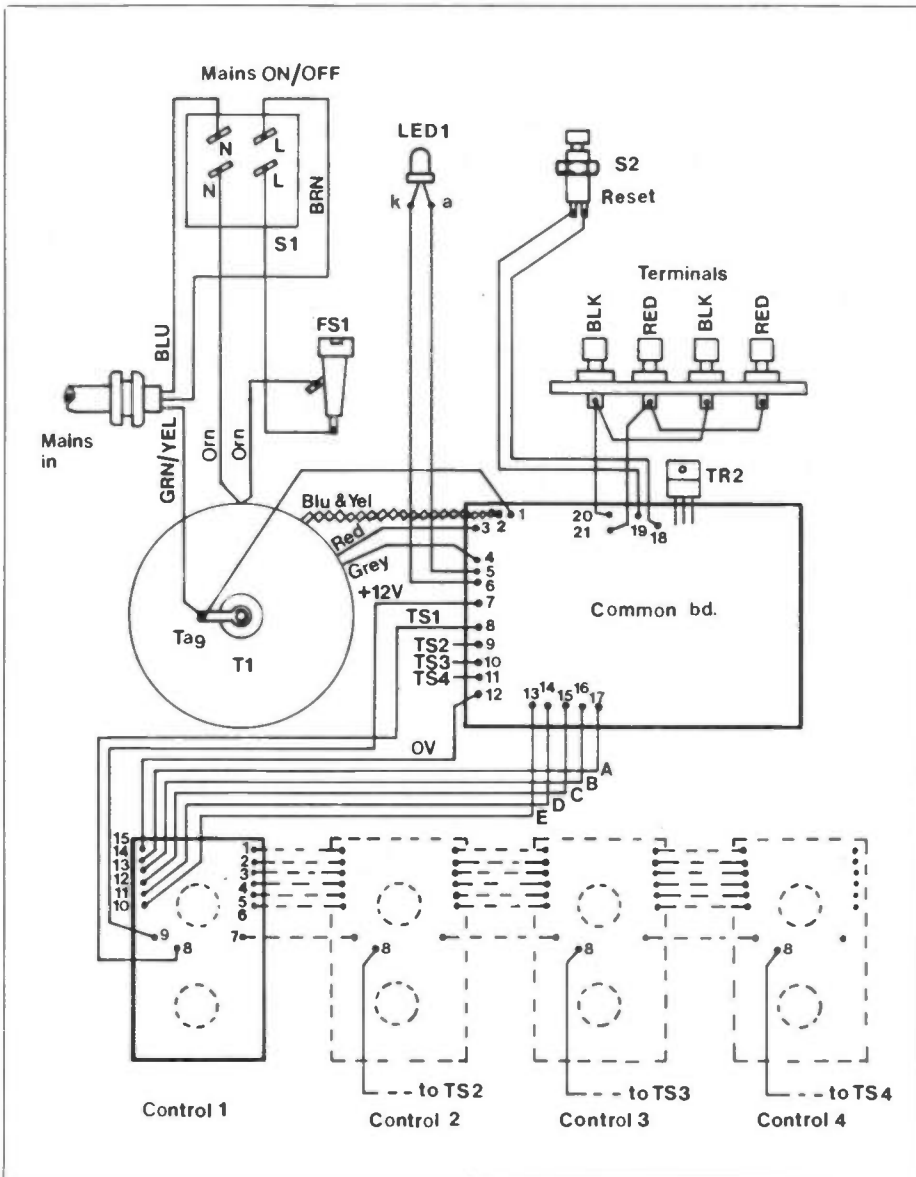 Mains ON/OFF
N
L
N
L
S1
BLU
BRN
LED1
k
a
S2
Reset
Terminals
BLK
RED
BLK
RED
FS1
Mains
in
GRN/YEL
Orn
Orn
TR2
Blu & Yel
Red
Grey
+12V
TS1
TS2
TS3
TS4
Tag
T1
1
2
3
4
5
6
7
8
9
10
11
12
20
21
19
18
Common bd.
13
14
15
16
17
0V
A
B
C
D
E
15
14
13
12
11
10
9
8
1
2
3
4
5
6
7
8
8
8
to TS2
to TS3
to TS4
Control 1
Control 2
Control 3
Control 4